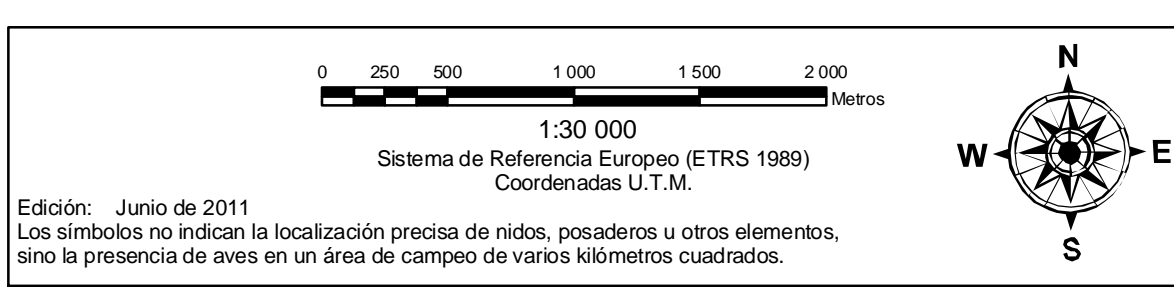 0 250 500 1 000 1 500 2 000
Metros
1:30 000
Sistema de Referencia Europeo (ETRS 1989)
Coordenadas U.T.M.
N
W E
S
Edición: Junio de 2011
Los símbolos no indican la localización precisa de nidos, posaderos u otros elementos,
sino la presencia de aves en un área de campeo de varios kilómetros cuadrados.